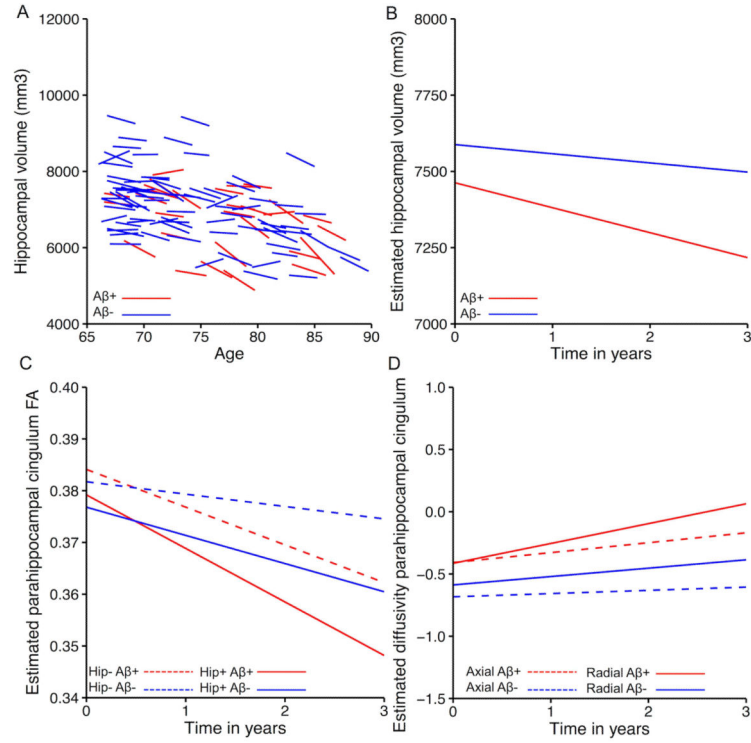 A
Hippocampal volume (mm3)
12000
10000
8000
6000
4000
65
70
75
80
85
90
Age
Aβ+
Aβ-
B
Estimated hippocampal volume (mm3)
8000
7750
7500
7250
7000
0
1
2
3
Time in years
Aβ+
Aβ-
C
Estimated parahippocampal cingulum FA
0.40
0.39
0.38
0.37
0.36
0.35
0.34
0
1
2
3
Time in years
Hip- Aβ+
Hip+ Aβ+
Hip- Aβ-
Hip+ Aβ-
D
Estimated diffusivity parahippocampal cingulum
1.0
0.5
0.0
−0.5
−1.0
−1.5
0
1
2
3
Time in years
Axial Aβ+
Radial Aβ+
Axial Aβ-
Radial Aβ-